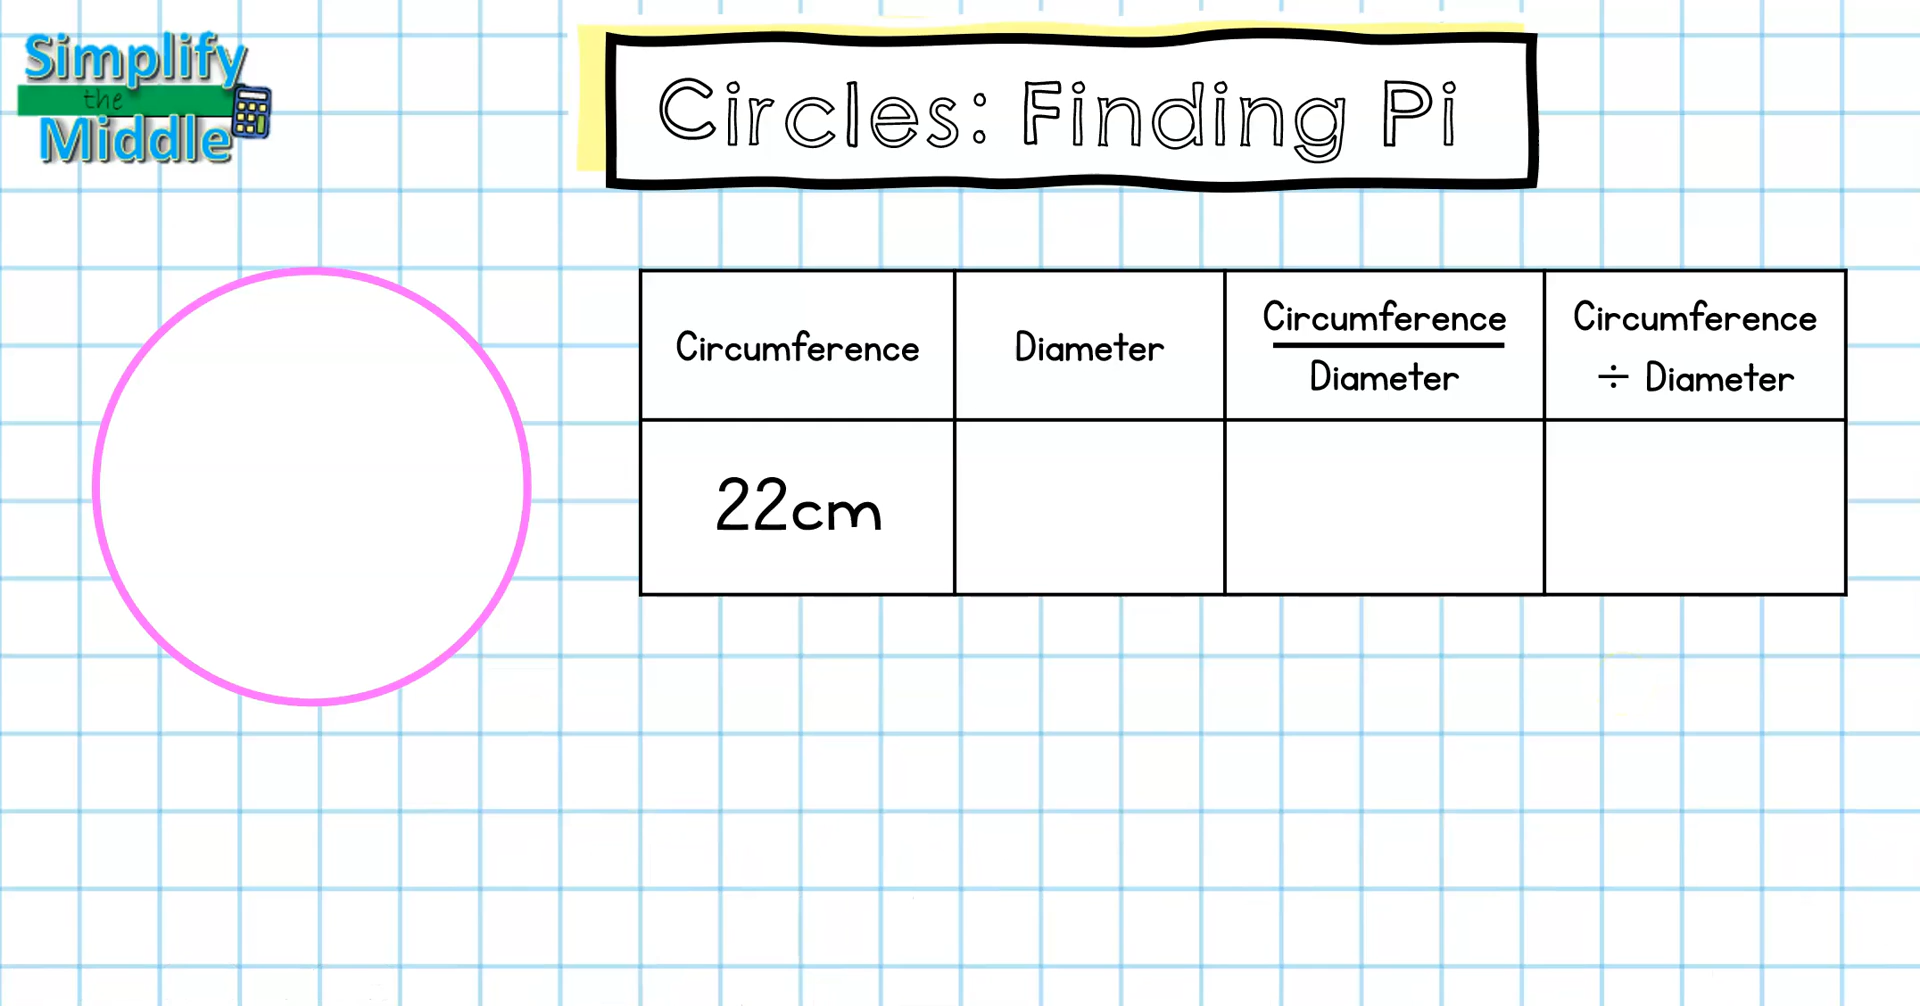 Simplify
the
Middle
Circles: Finding Pi
Circumference
Diameter
Circumference
Diameter
Circumference
÷ Diameter
22cm